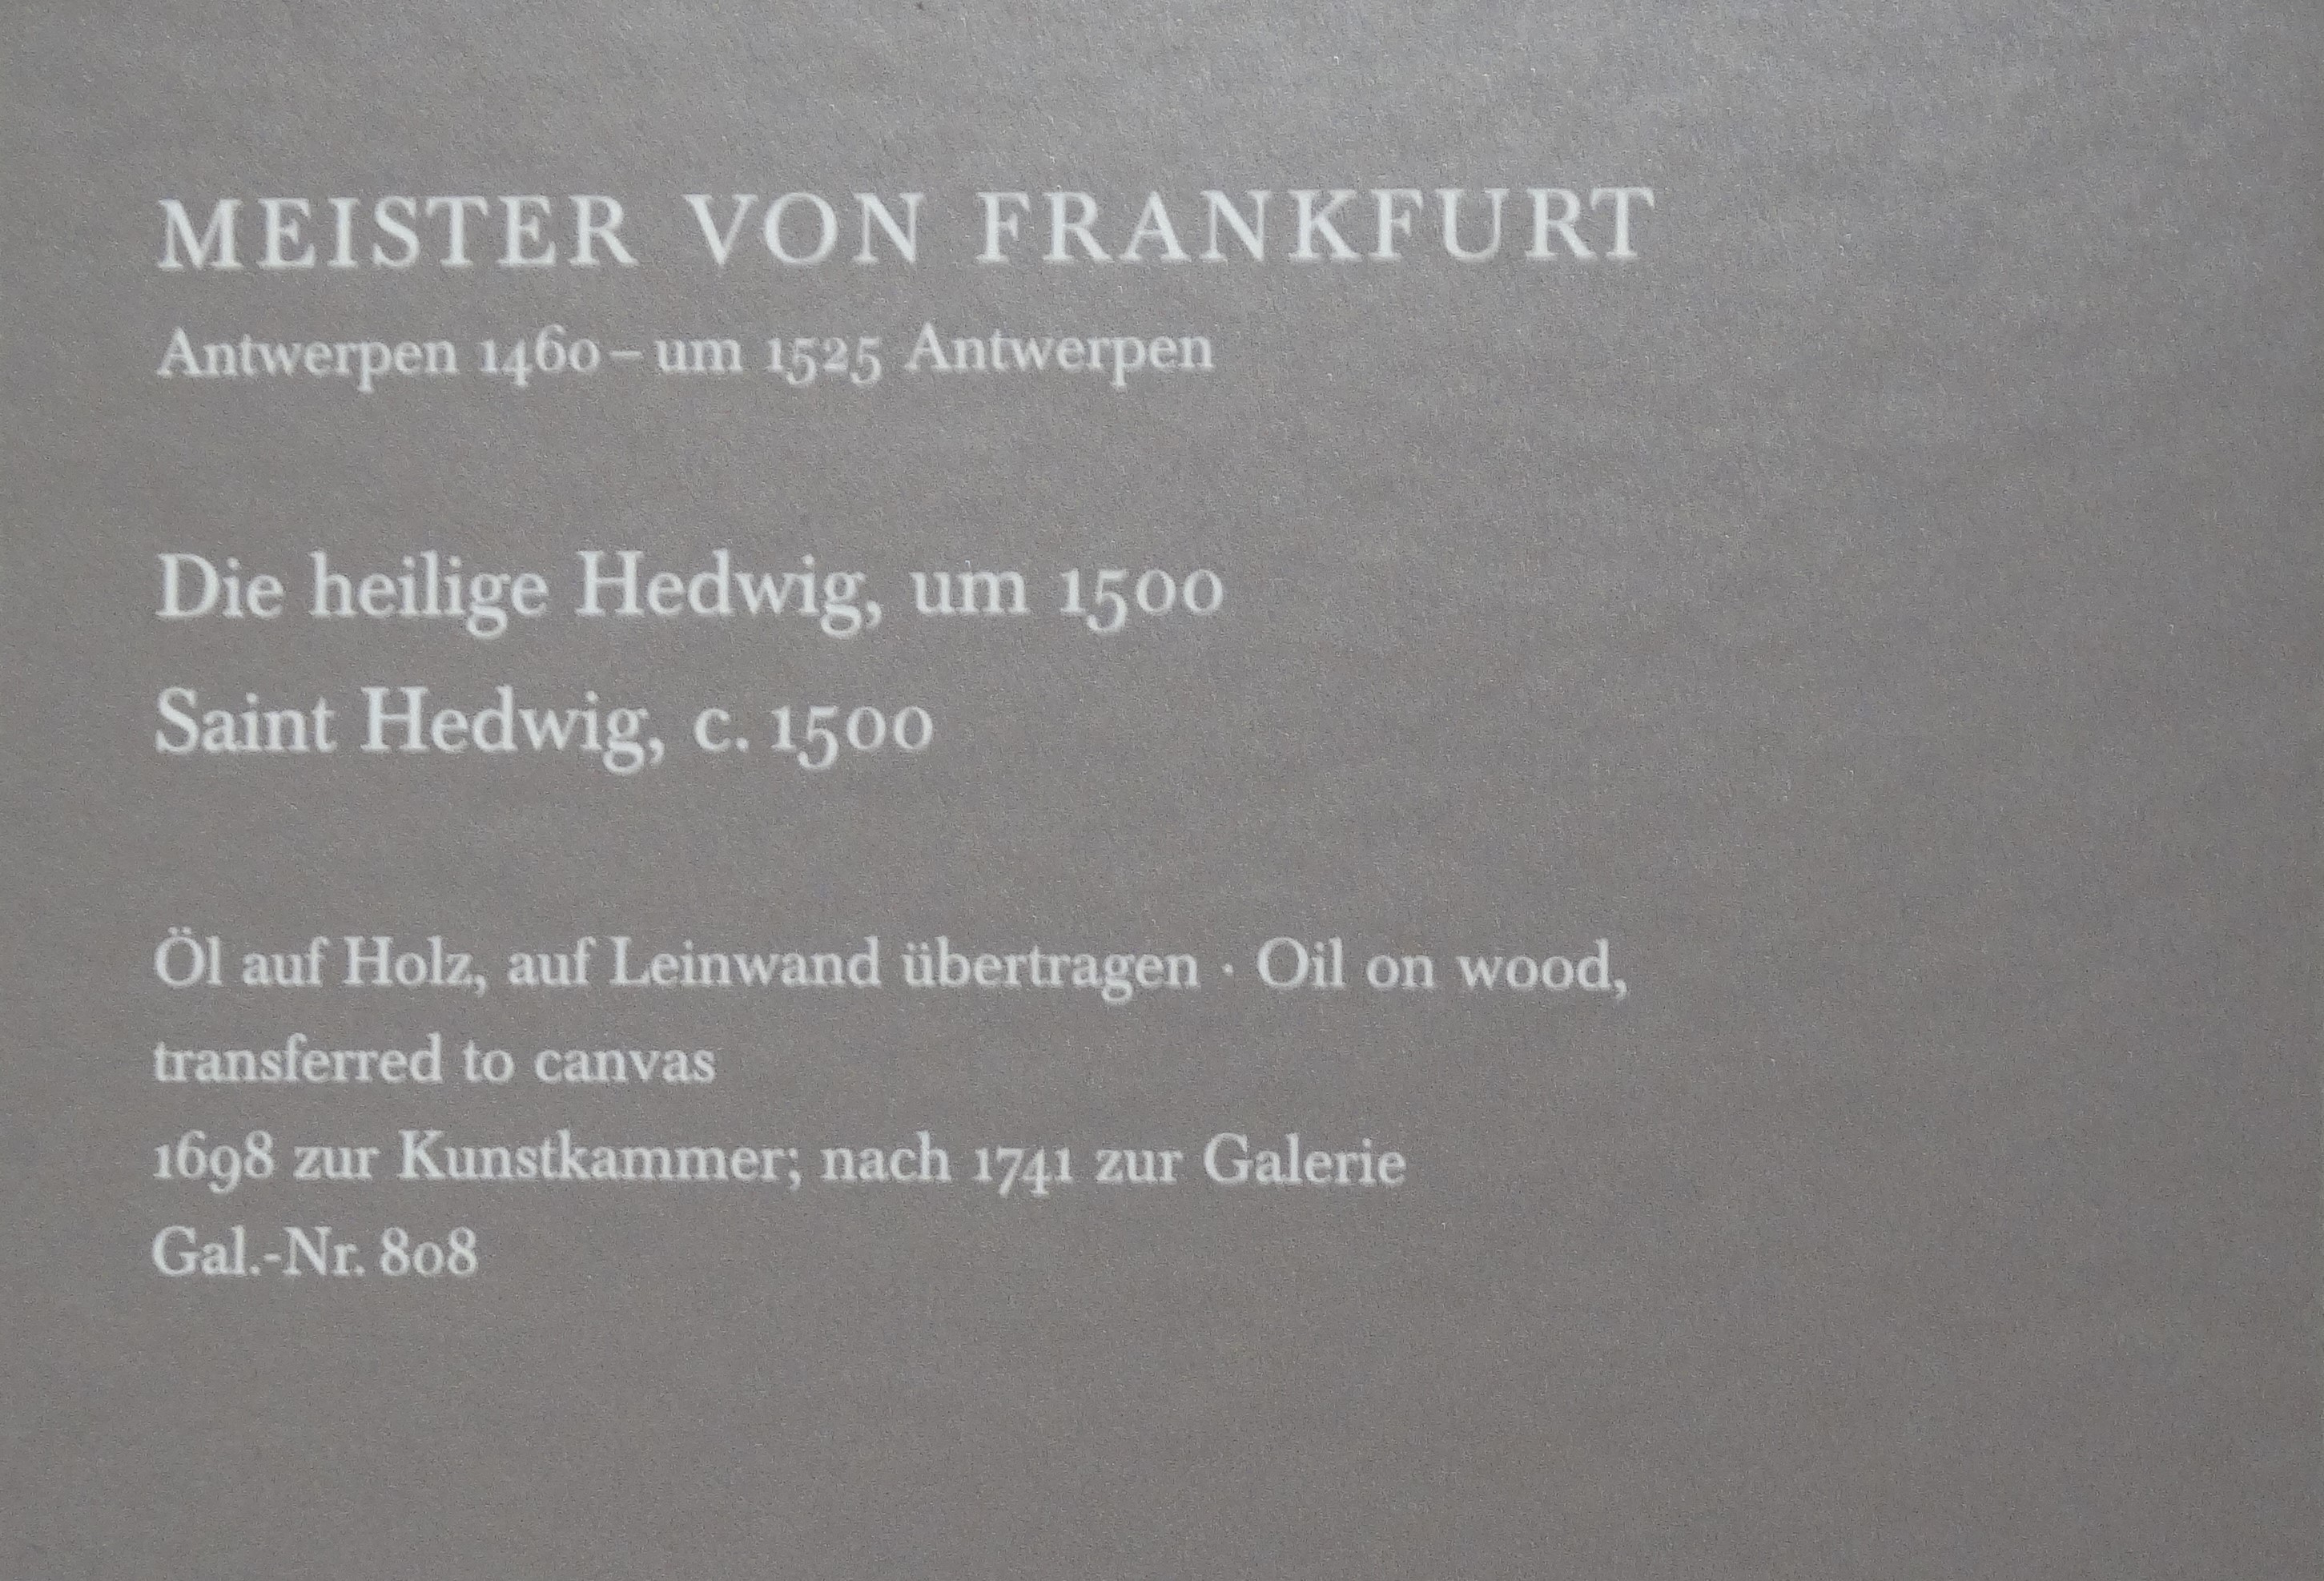 MEISTER VON FRANKFURT
Antwerpen 1460 – um 1525 Antwerpen
Die heilige Hedwig, um 1500
Saint Hedwig, c. 1500
Öl auf Holz, auf Leinwand übertragen · Oil on wood,
transferred to canvas
1698 zur Kunstkammer; nach 1741 zur Galerie
Gal.-Nr. 808